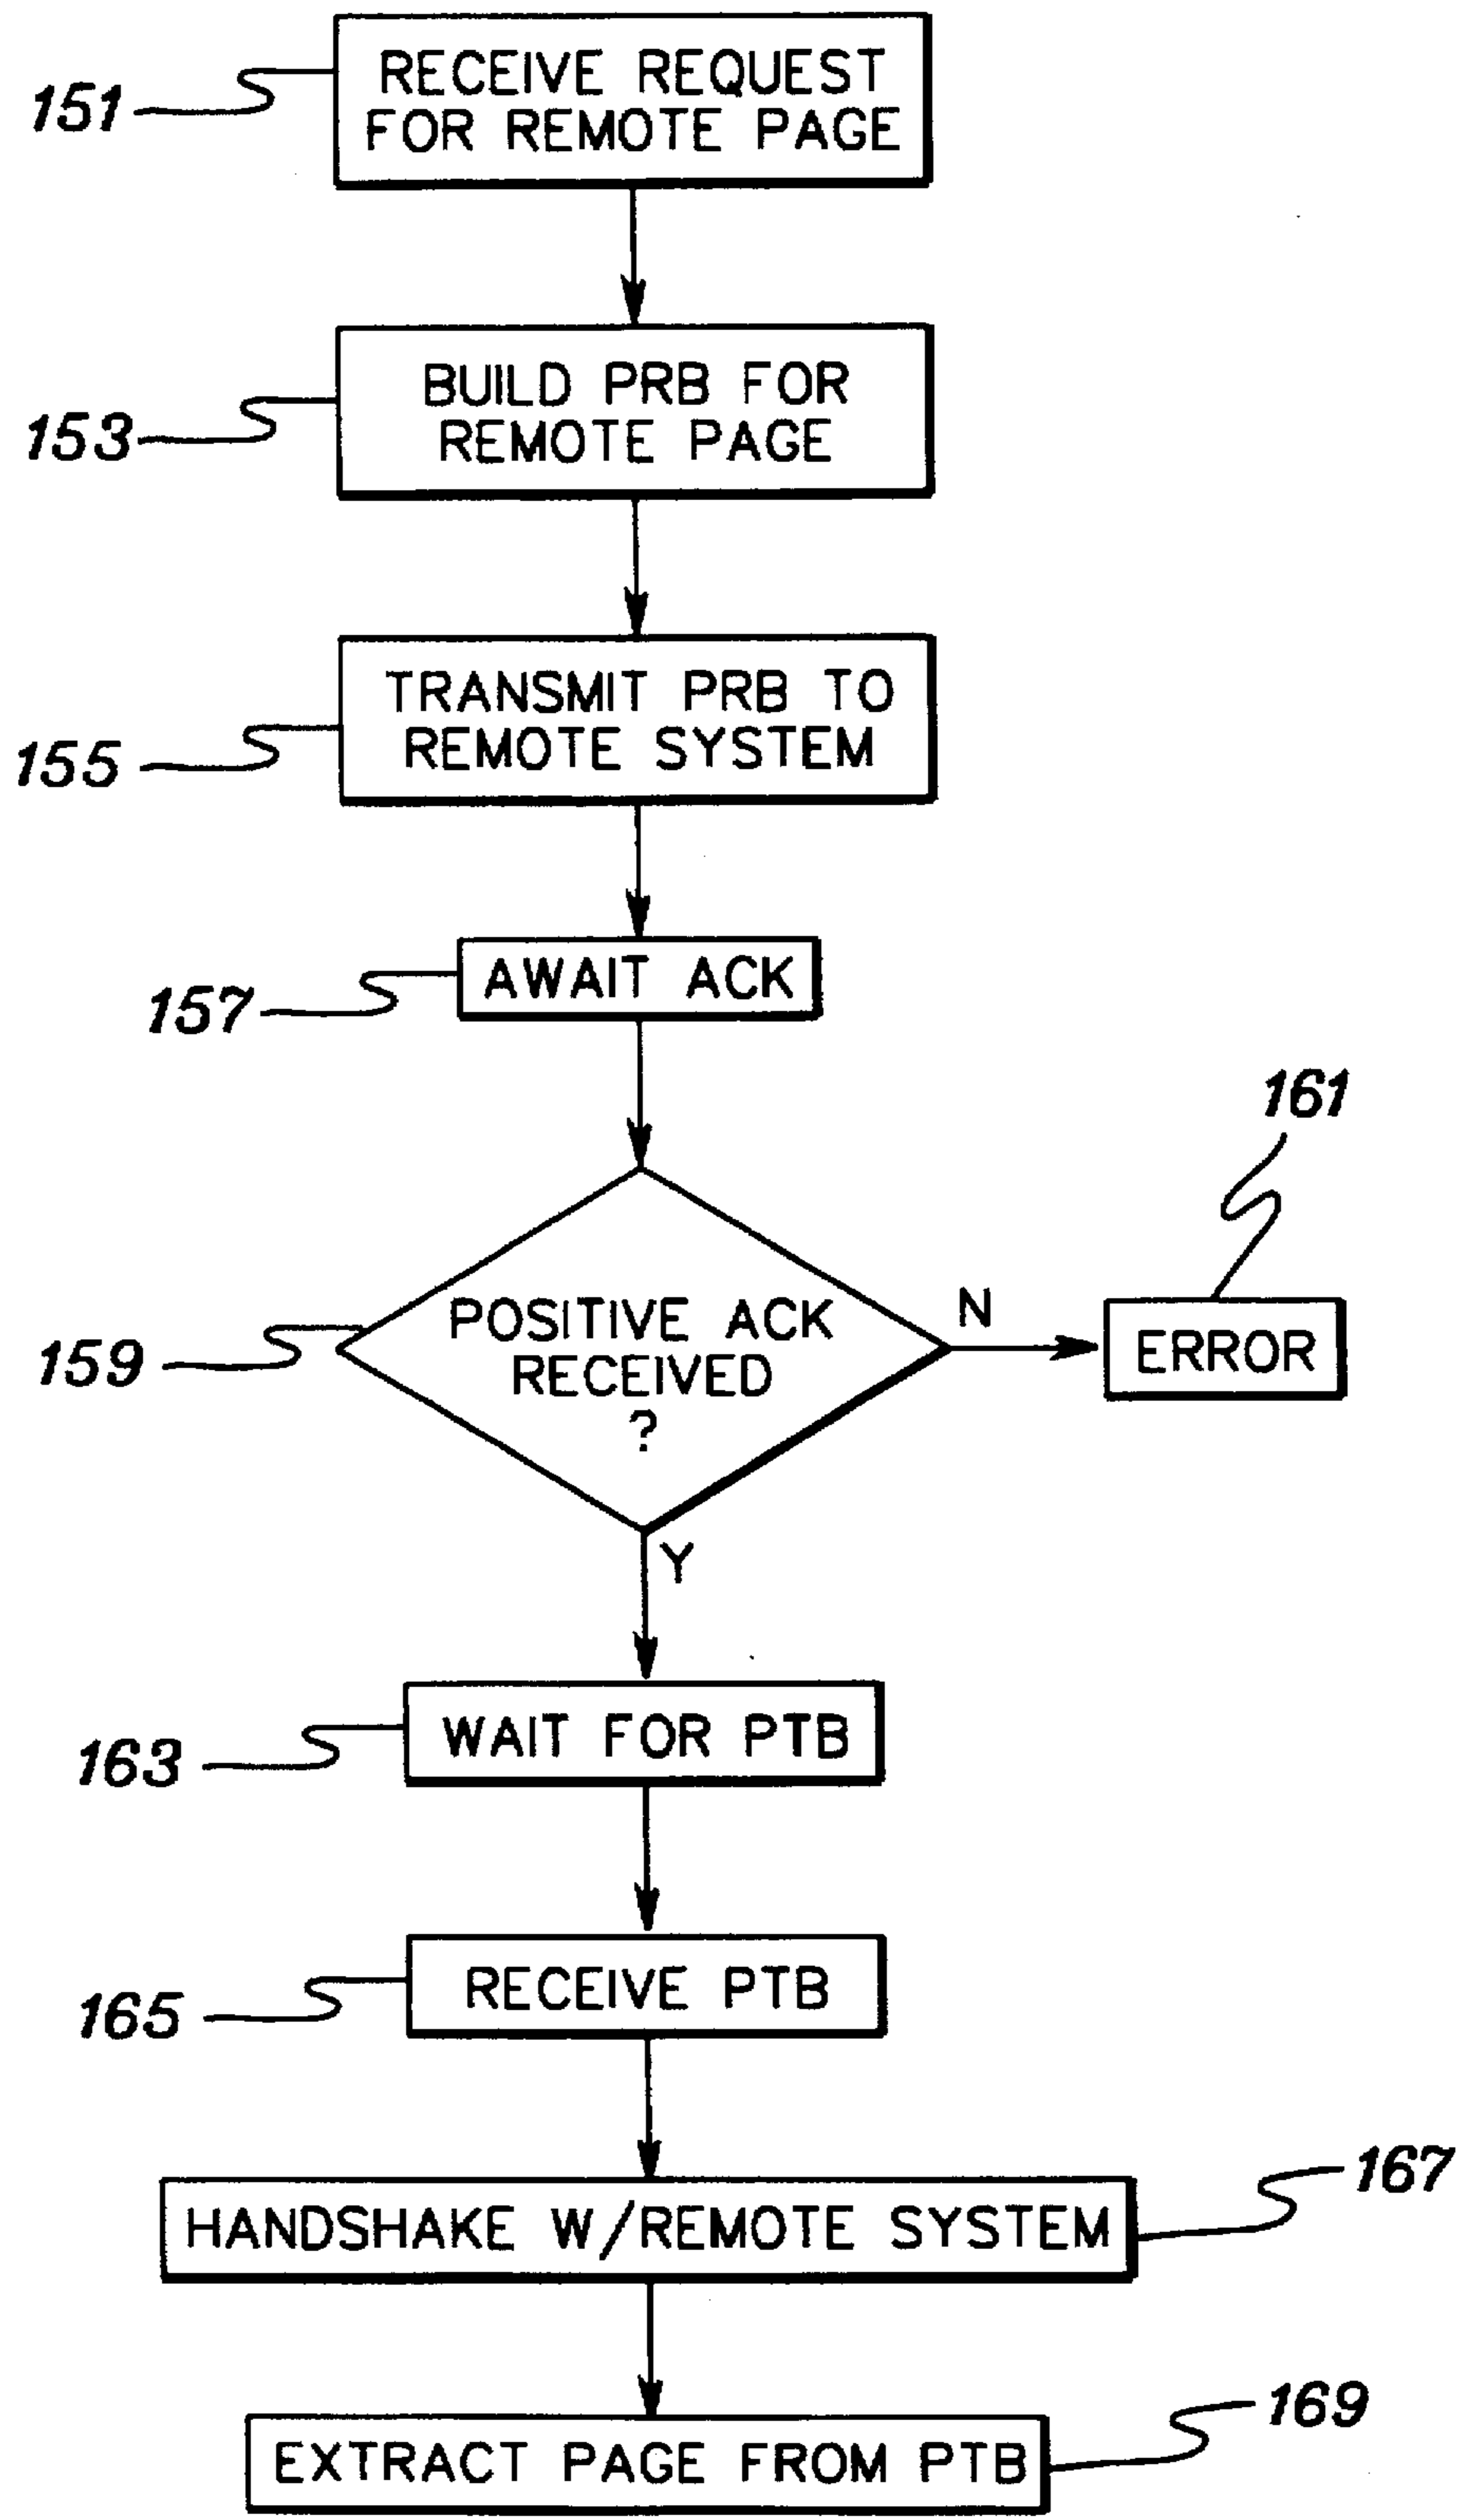 151
RECEIVE REQUEST
FOR REMOTE PAGE
153
BUILD PRB FOR
REMOTE PAGE
155
TRANSMIT PRB TO
REMOTE SYSTEM
157
AWAIT ACK
159
POSITIVE ACK
RECEIVED
?
N
161
ERROR
Y
163
WAIT FOR PTB
165
RECEIVE PTB
167
HANDSHAKE W/REMOTE SYSTEM
169
EXTRACT PAGE FROM PTB